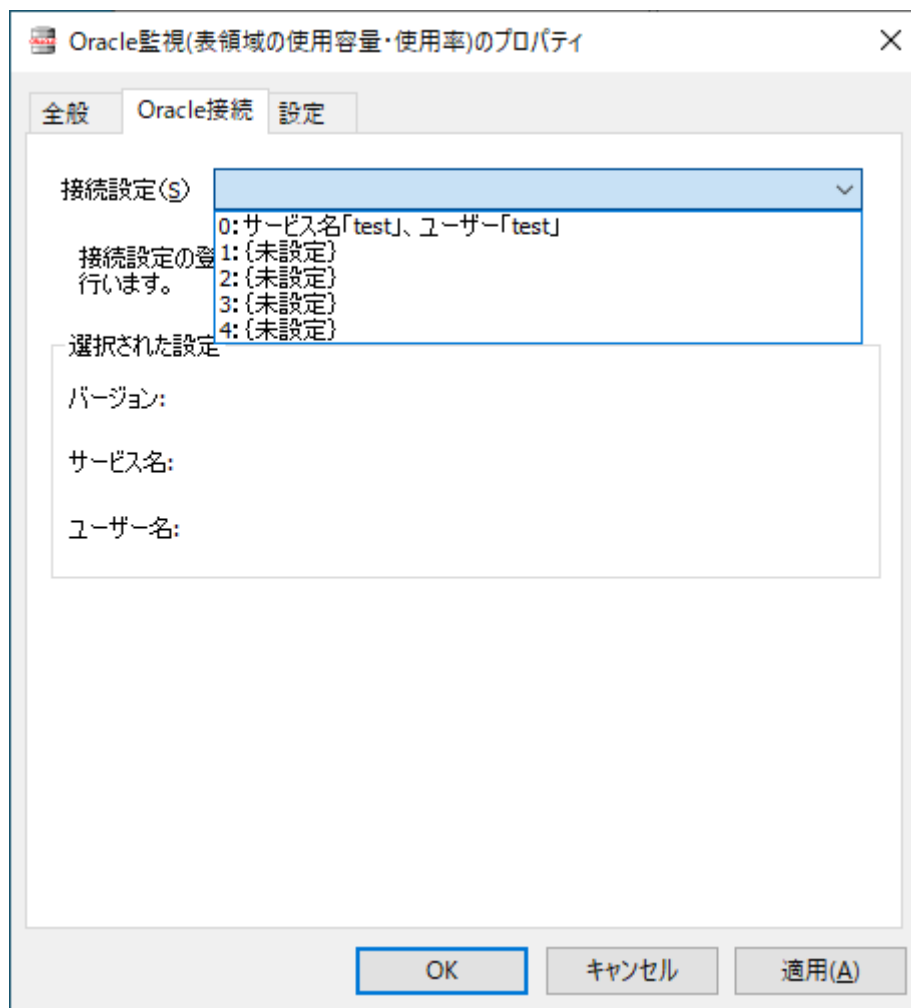 Oracle監視(表領域の使用容量・使用率)のプロパティ
全般
Oracle接続
設定
接続設定(S)
0:サービス名「test」、ユーザー「test」
1:{未設定}
2:{未設定}
3:{未設定}
4:{未設定}
接続設定の登
行います。
選択された設定
バージョン:
サービス名:
ユーザー名:
OK
キャンセル
適用(A)